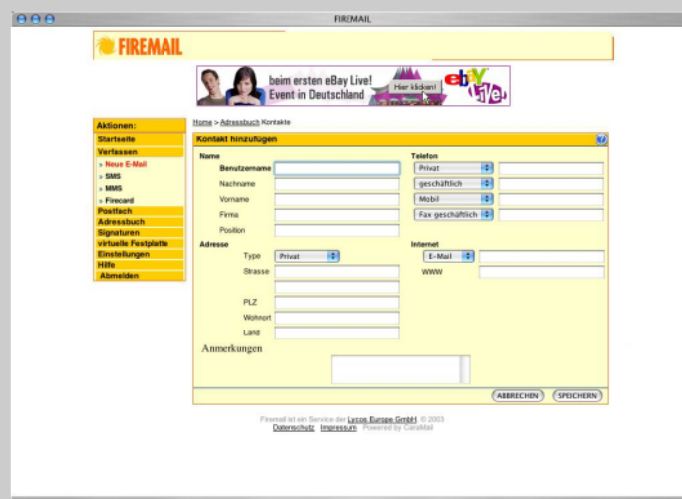 FIREMAIL
FIREMAIL
beim ersten eBay Live!
Event in Deutschland
Hier klicken!
ebY Live!
Home > Adressbuch Kontakte
Aktionen:
Startseite
Verfassen
» Neue E-Mail
» SMS
» MMS
» Firecard
Postfach
Adressbuch
Signaturen
virtuelle Festplatte
Einstellungen
Hilfe
Abmelden
Kontakt hinzufügen ?
Name
Benutzername
Nachname
Vorname
Firma
Position
Telefon
Privat
geschäftlich
Mobil
Fax geschäftlich
Adresse
Type Privat
Strasse
PLZ
Wohnort
Land
Internet
E-Mail
WWW
Anmerkungen
ABBRECHEN SPEICHERN
Firemail ist ein Service der Lycos Europe GmbH © 2003
Datenschutz Impressum Powered by CaraMail